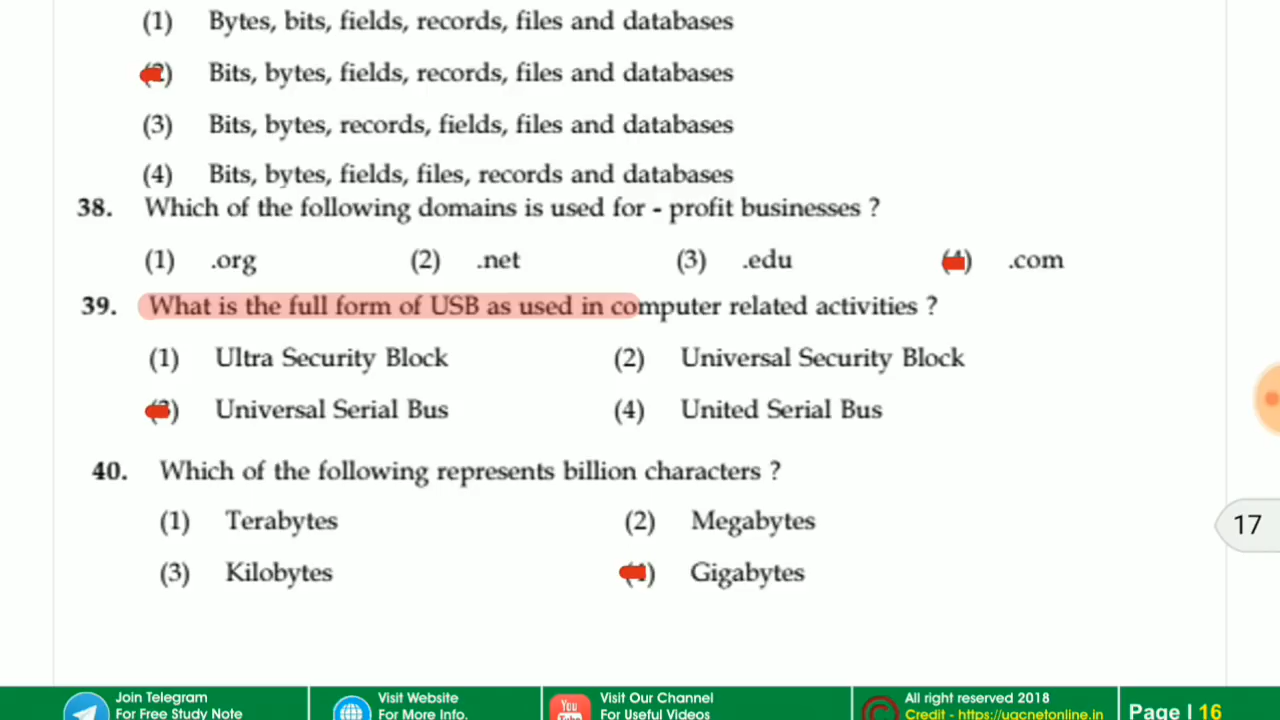 (1) Bytes, bits, fields, records, files and databases
(2) Bits, bytes, fields, records, files and databases
(3) Bits, bytes, records, fields, files and databases
(4) Bits, bytes, fields, files, records and databases
38. Which of the following domains is used for - profit businesses ?
(1) .org (2) .net (3) .edu (4) .com
39. What is the full form of USB as used in computer related activities ?
(1) Ultra Security Block (2) Universal Security Block
(3) Universal Serial Bus (4) United Serial Bus
40. Which of the following represents billion characters ?
(1) Terabytes (2) Megabytes
17
(3) Kilobytes (4) Gigabytes
Join Telegram
For Free Study Note
Visit Website
For More Info.
You
Visit Our Channel
For Useful Videos
C
All right reserved 2018
Credit - https://ugcnetonline.in
Page | 16